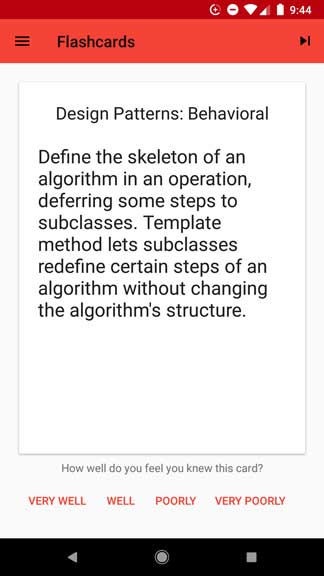 9:44
Flashcards
Design Patterns: Behavioral
Define the skeleton of an
algorithm in an operation,
deferring some steps to
subclasses. Template
method lets subclasses
redefine certain steps of an
algorithm without changing
the algorithm's structure.
How well do you feel you knew this card?
VERY WELL WELL POORLY VERY POORLY